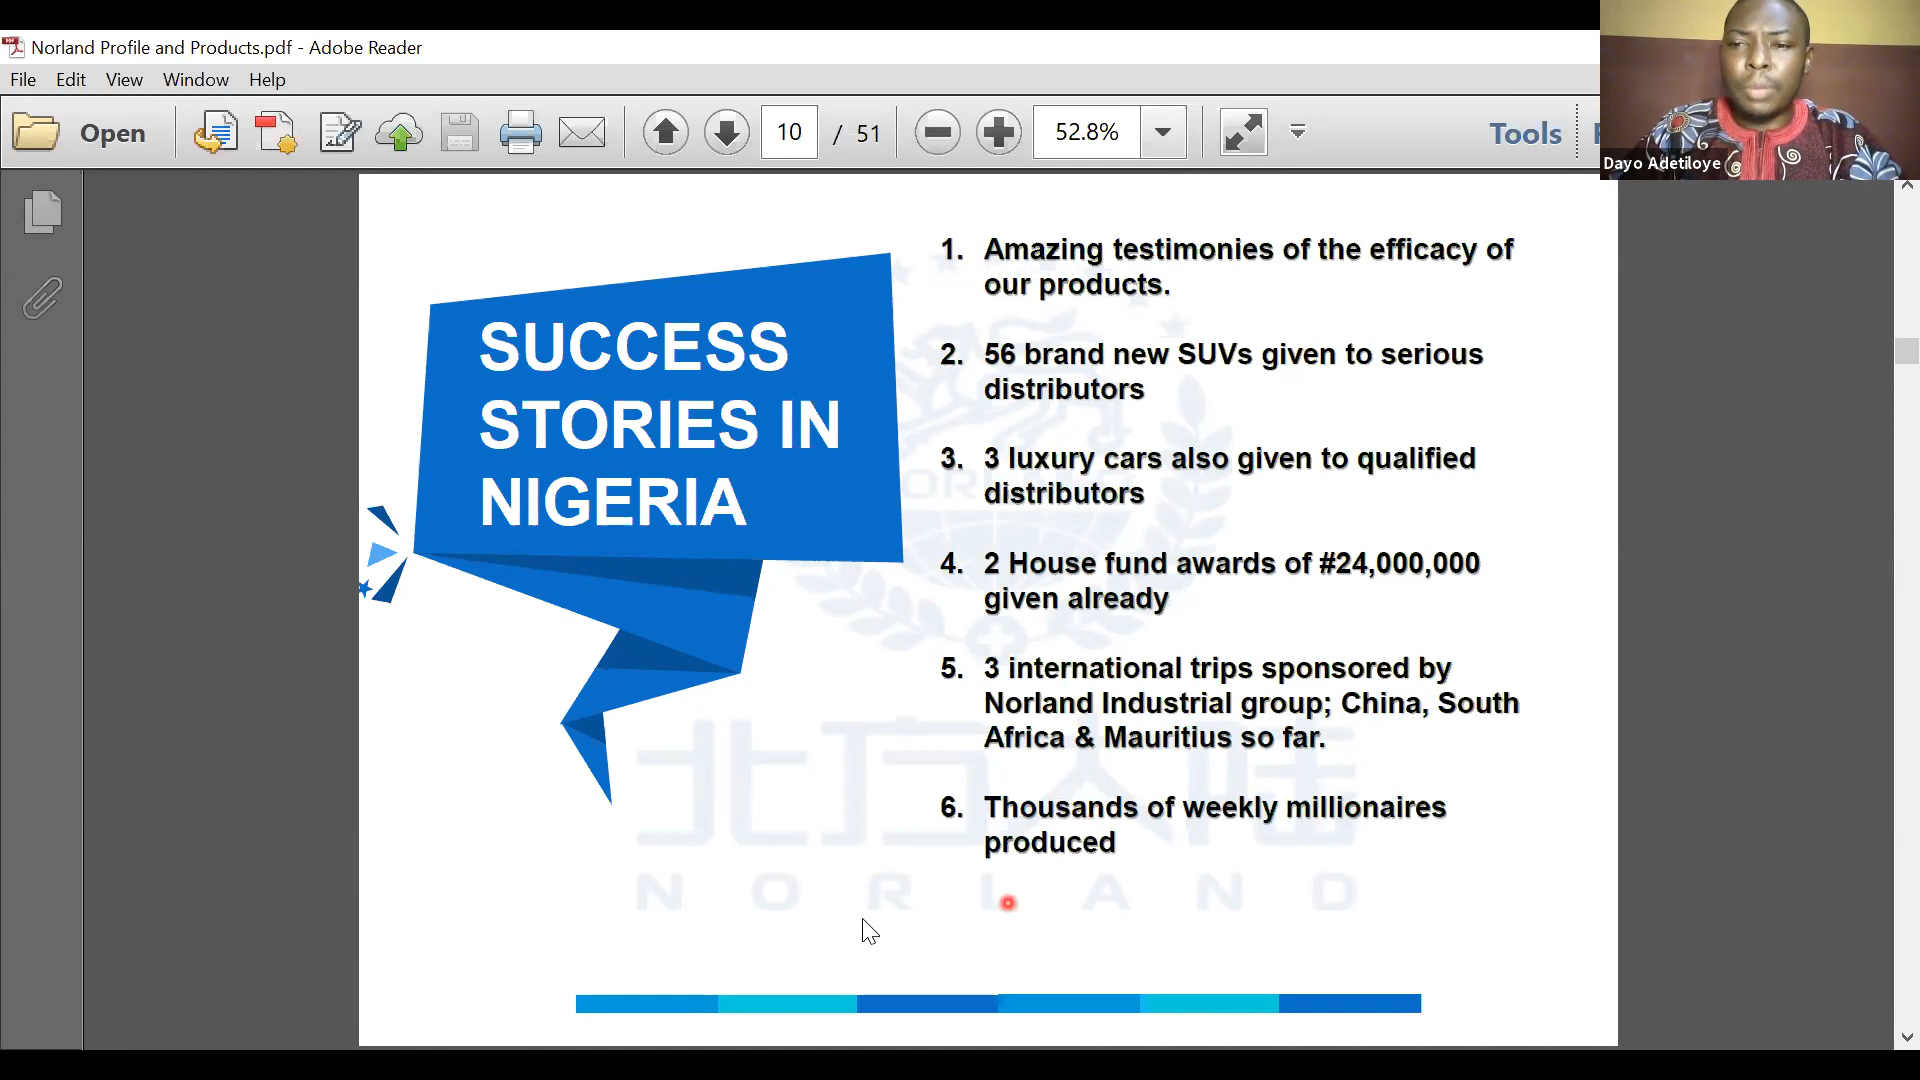 Norland Profile and Products.pdf - Adobe Reader
File Edit View Window Help
Open
10 / 51
52.8%
Tools
Dayo Adetiloye
SUCCESS
STORIES IN
NIGERIA
1. Amazing testimonies of the efficacy of
our products.
2. 56 brand new SUVs given to serious
distributors
3. 3 luxury cars also given to qualified
distributors
4. 2 House fund awards of #24,000,000
given already
5. 3 international trips sponsored by
Norland Industrial group; China, South
Africa & Mauritius so far.
6. Thousands of weekly millionaires
produced
北方大陆
NORLAND